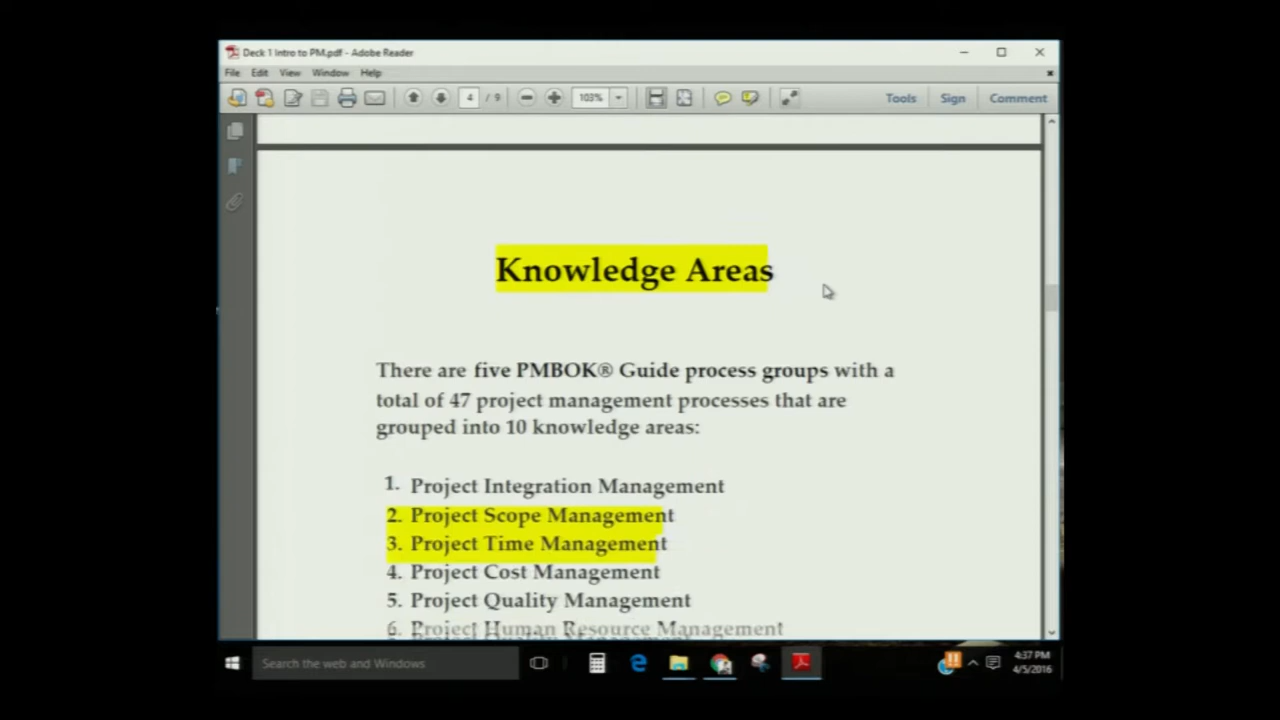 Deck 1 Intro to PM.pdf - Adobe Reader
File Edit View Window Help
4 / 9 103% Tools Sign Comment
Knowledge Areas
There are five PMBOK® Guide process groups with a
total of 47 project management processes that are
grouped into 10 knowledge areas:
1. Project Integration Management
2. Project Scope Management
3. Project Time Management
4. Project Cost Management
5. Project Quality Management
6. Project Human Resource Management
Search the web and Windows
4:37 PM
4/5/2016